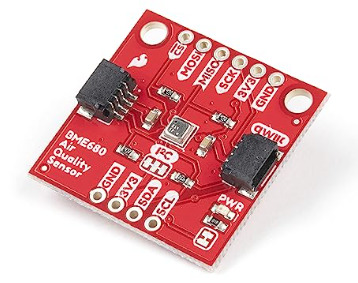 CS
MOSI
MISO
SCK
3V3
GND
QWIIC
BME680
Air
Quality
Sensor
I2C
GND
3V3
SDA
SCL
PWR